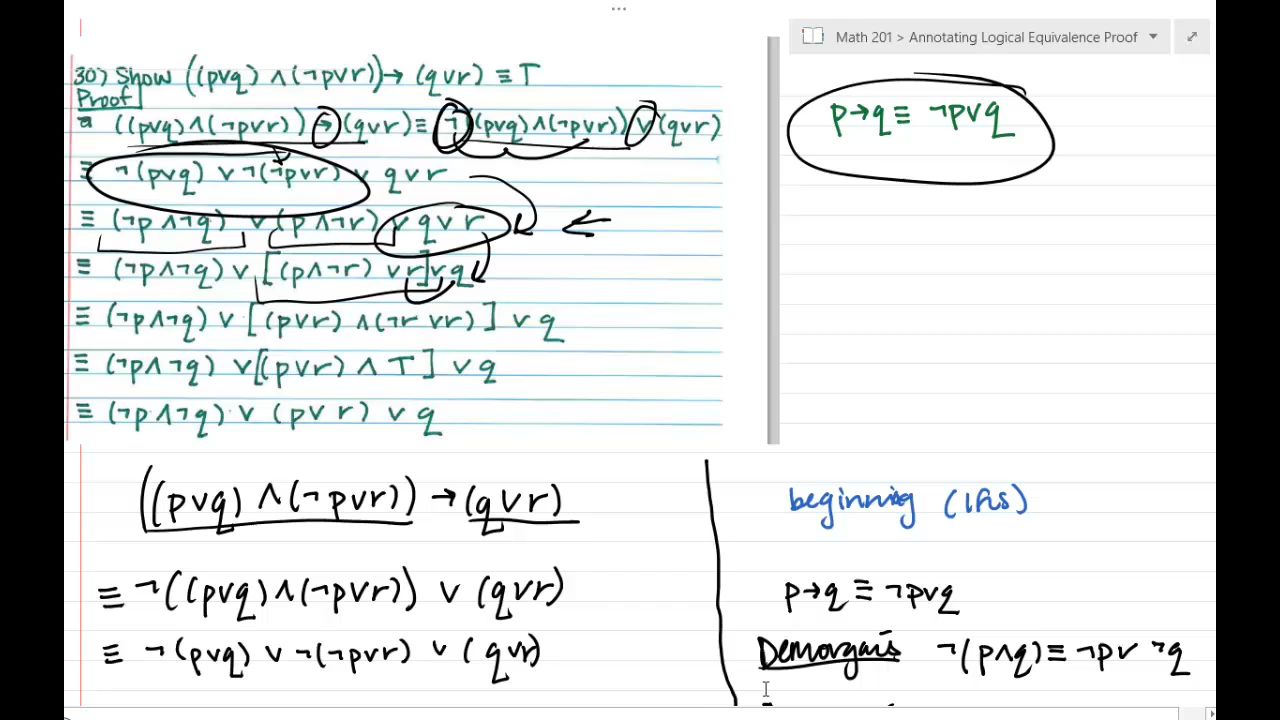 Math 201 > Annotating Logical Equivalence Proof
30) Show ((p∨q) ∧ (¬p∨r)) → (q∨r) ≡ T
Proof
((p∨q) ∧ (¬p∨r)) → (q∨r) ≡ ¬((p∨q) ∧ (¬p∨r)) ∨ (q∨r)
≡ ¬(p∨q) ∨ ¬(¬p∨r) ∨ q∨r
≡ (¬p∧¬q) ∨ (p∧¬r) ∨ q∨r
≡ (¬p∧¬q) ∨ [(p∧¬r) ∨r] ∨ q
≡ (¬p∧¬q) ∨ [(p∨r) ∧ (¬r∨r)] ∨ q
≡ (¬p∧¬q) ∨ [(p∨r) ∧ T] ∨ q
≡ (¬p∧¬q) ∨ (p∨r) ∨ q
p→q ≡ ¬p∨q
((p∨q) ∧ (¬p∨r)) → (q∨r)
beginning (LHS)
≡ ¬((p∨q) ∧ (¬p∨r)) ∨ (q∨r)
p→q ≡ ¬p∨q
≡ ¬(p∨q) ∨ ¬(¬p∨r) ∨ (q∨r)
Demorgan's ¬(p∧q) ≡ ¬p∨ ¬q